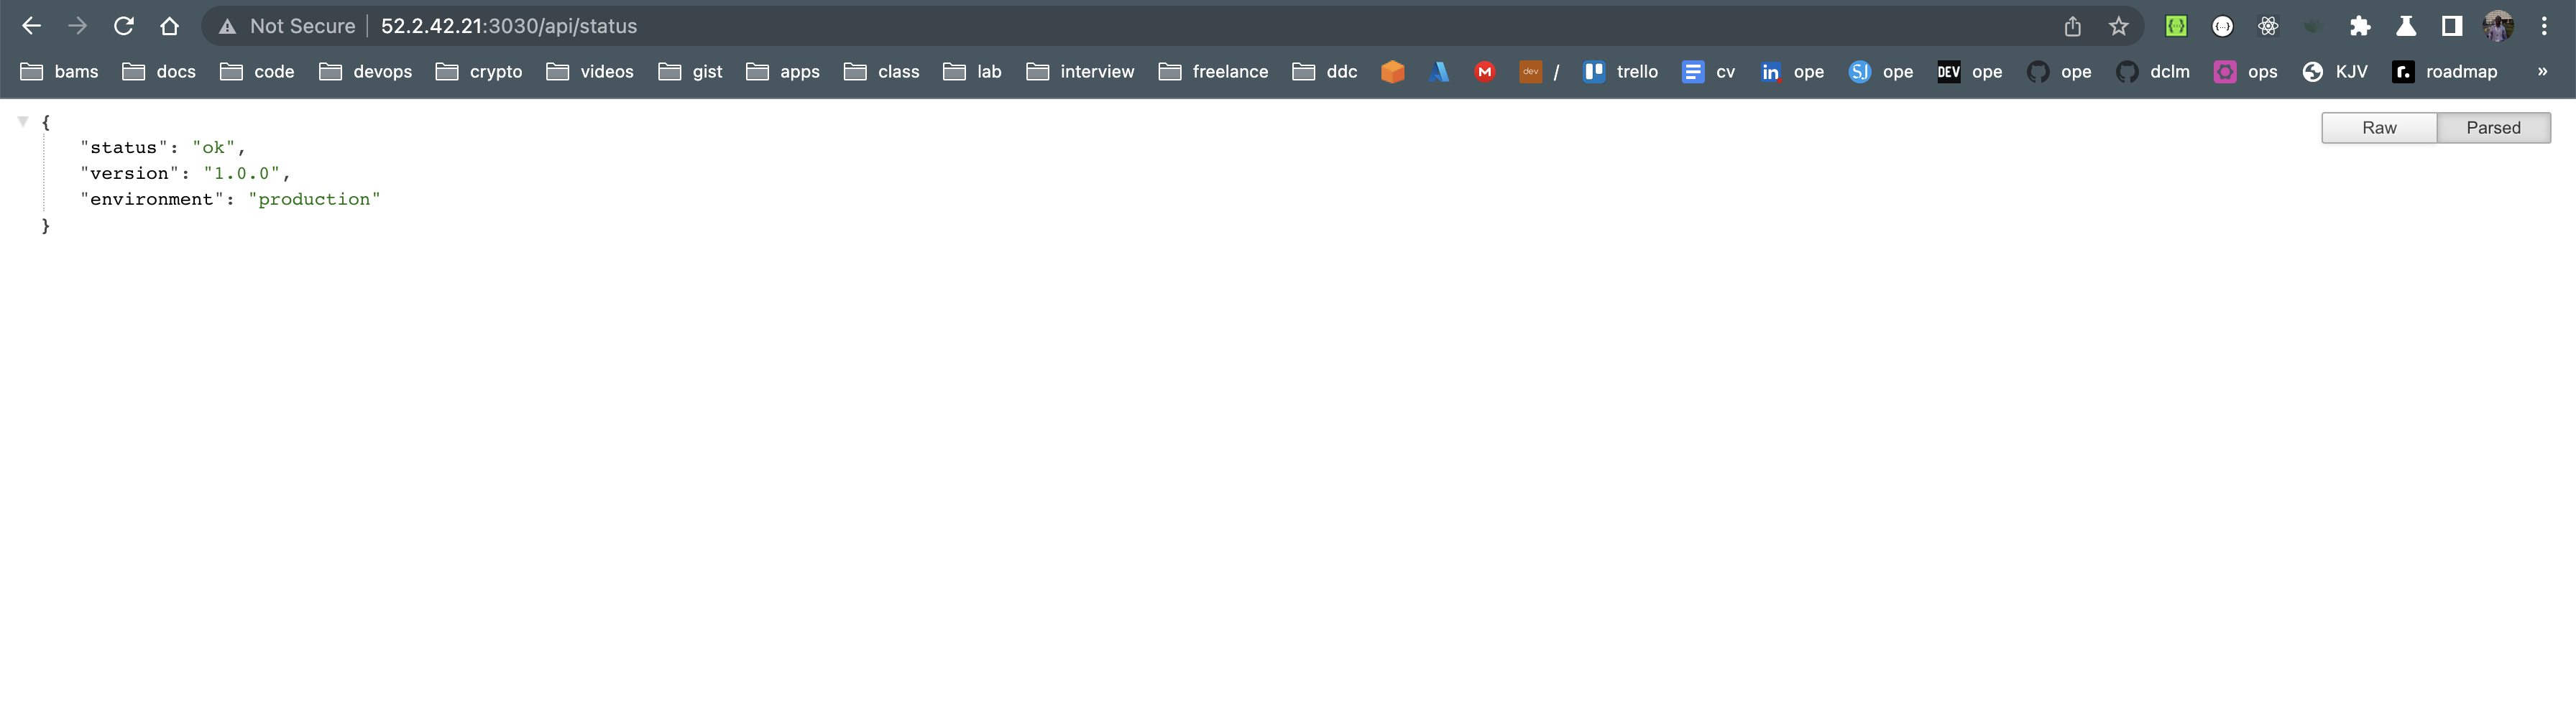 Not Secure | 52.2.42.21:3030/api/status
bams docs code devops crypto videos gist apps class lab interview freelance ddc M dev / trello cv in ope SJ ope DEV ope ope dclm ops KJV r. roadmap »
{
"status": "ok",
"version": "1.0.0",
"environment": "production"
}
Raw Parsed